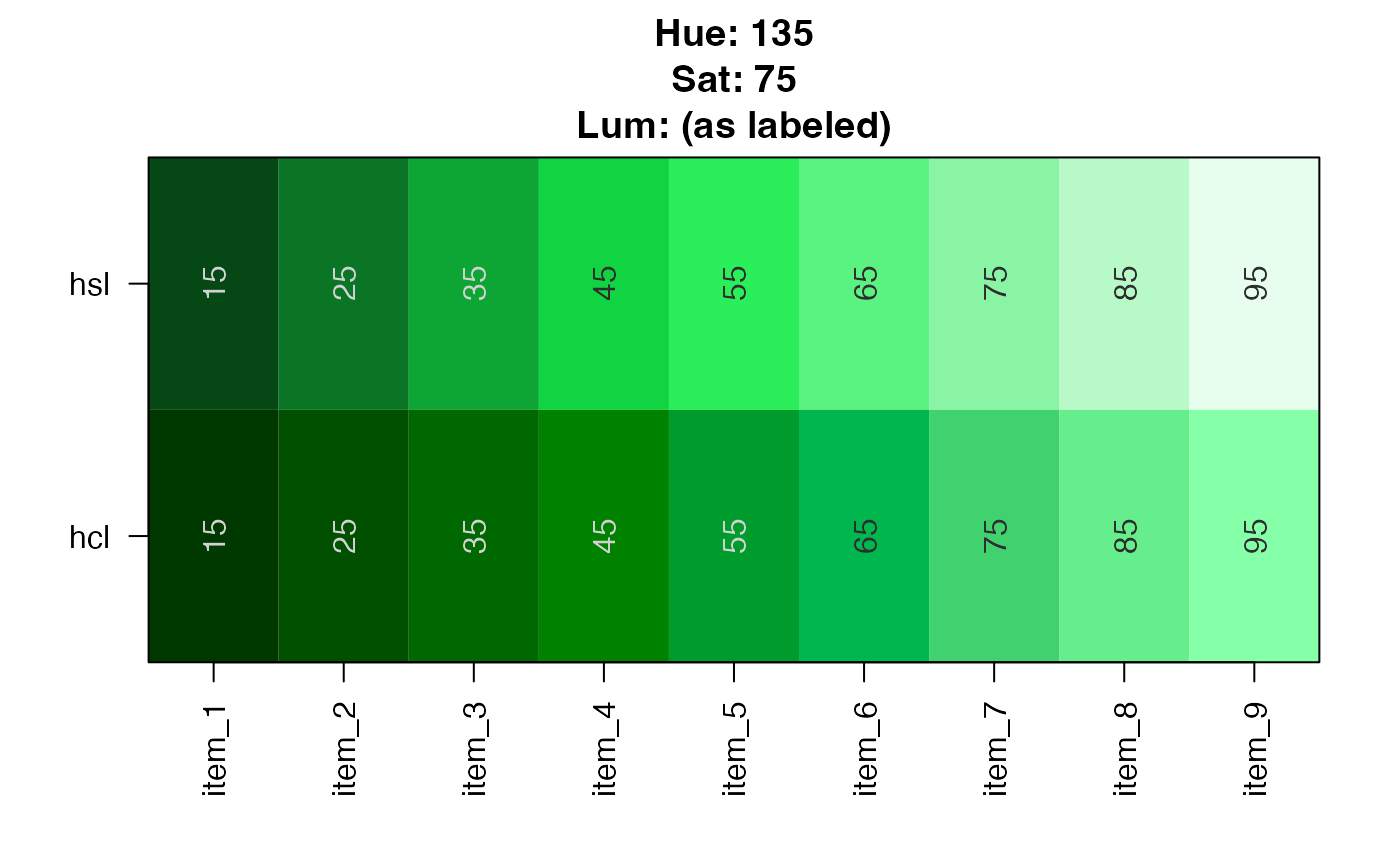 Hue: 135
Sat: 75
Lum: (as labeled)
hsl
15 25 35 45 55 65 75 85 95
hcl
15 25 35 45 55 65 75 85 95
item_1 item_2 item_3 item_4 item_5 item_6 item_7 item_8 item_9